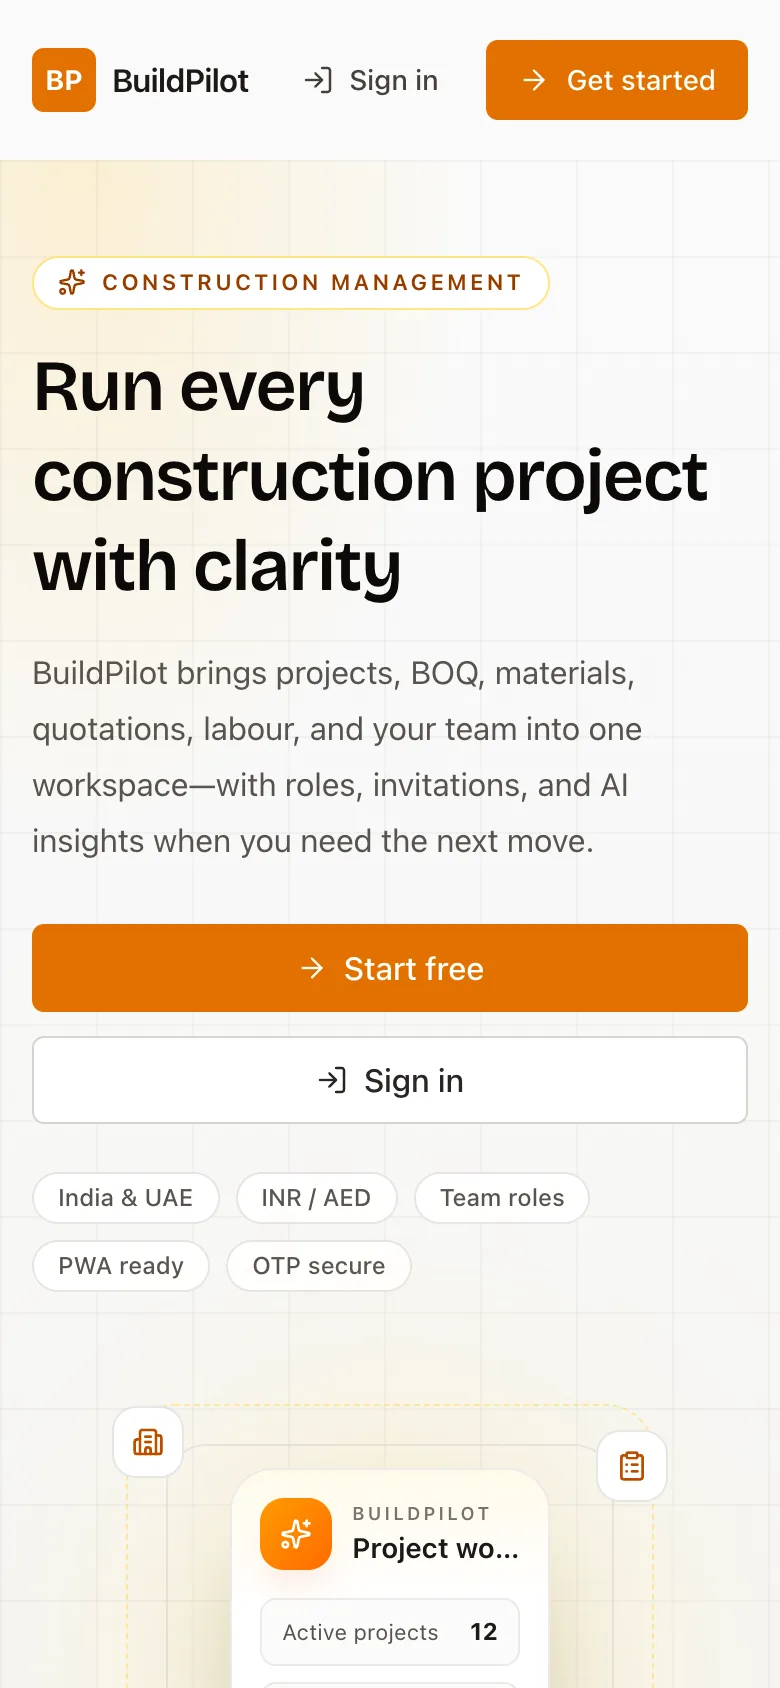 BP BuildPilot Sign in Get started
CONSTRUCTION MANAGEMENT
Run every
construction project
with clarity
BuildPilot brings projects, BOQ, materials,
quotations, labour, and your team into one
workspace—with roles, invitations, and AI
insights when you need the next move.
Start free
Sign in
India & UAE INR / AED Team roles
PWA ready OTP secure
BUILDPILOT
Project wo...
Active projects 12